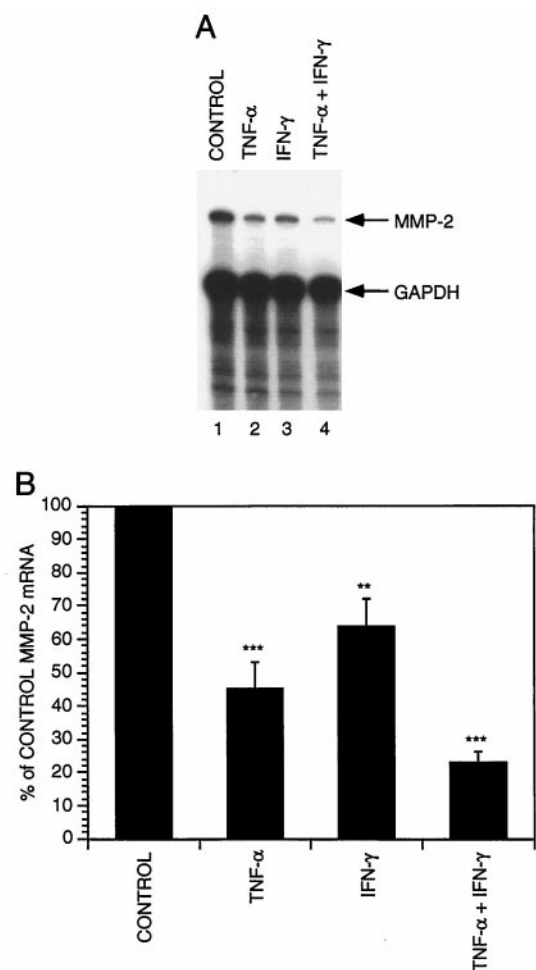 A
CONTROL
TNF-α
IFN-γ
TNF-α + IFN-γ
MMP-2
GAPDH
1 2 3 4
B
% of CONTROL MMP-2 mRNA
100
90
80
70
60
50
40
30
20
10
0
***
**
***
CONTROL
TNF-α
IFN-γ
TNF-α + IFN-γ